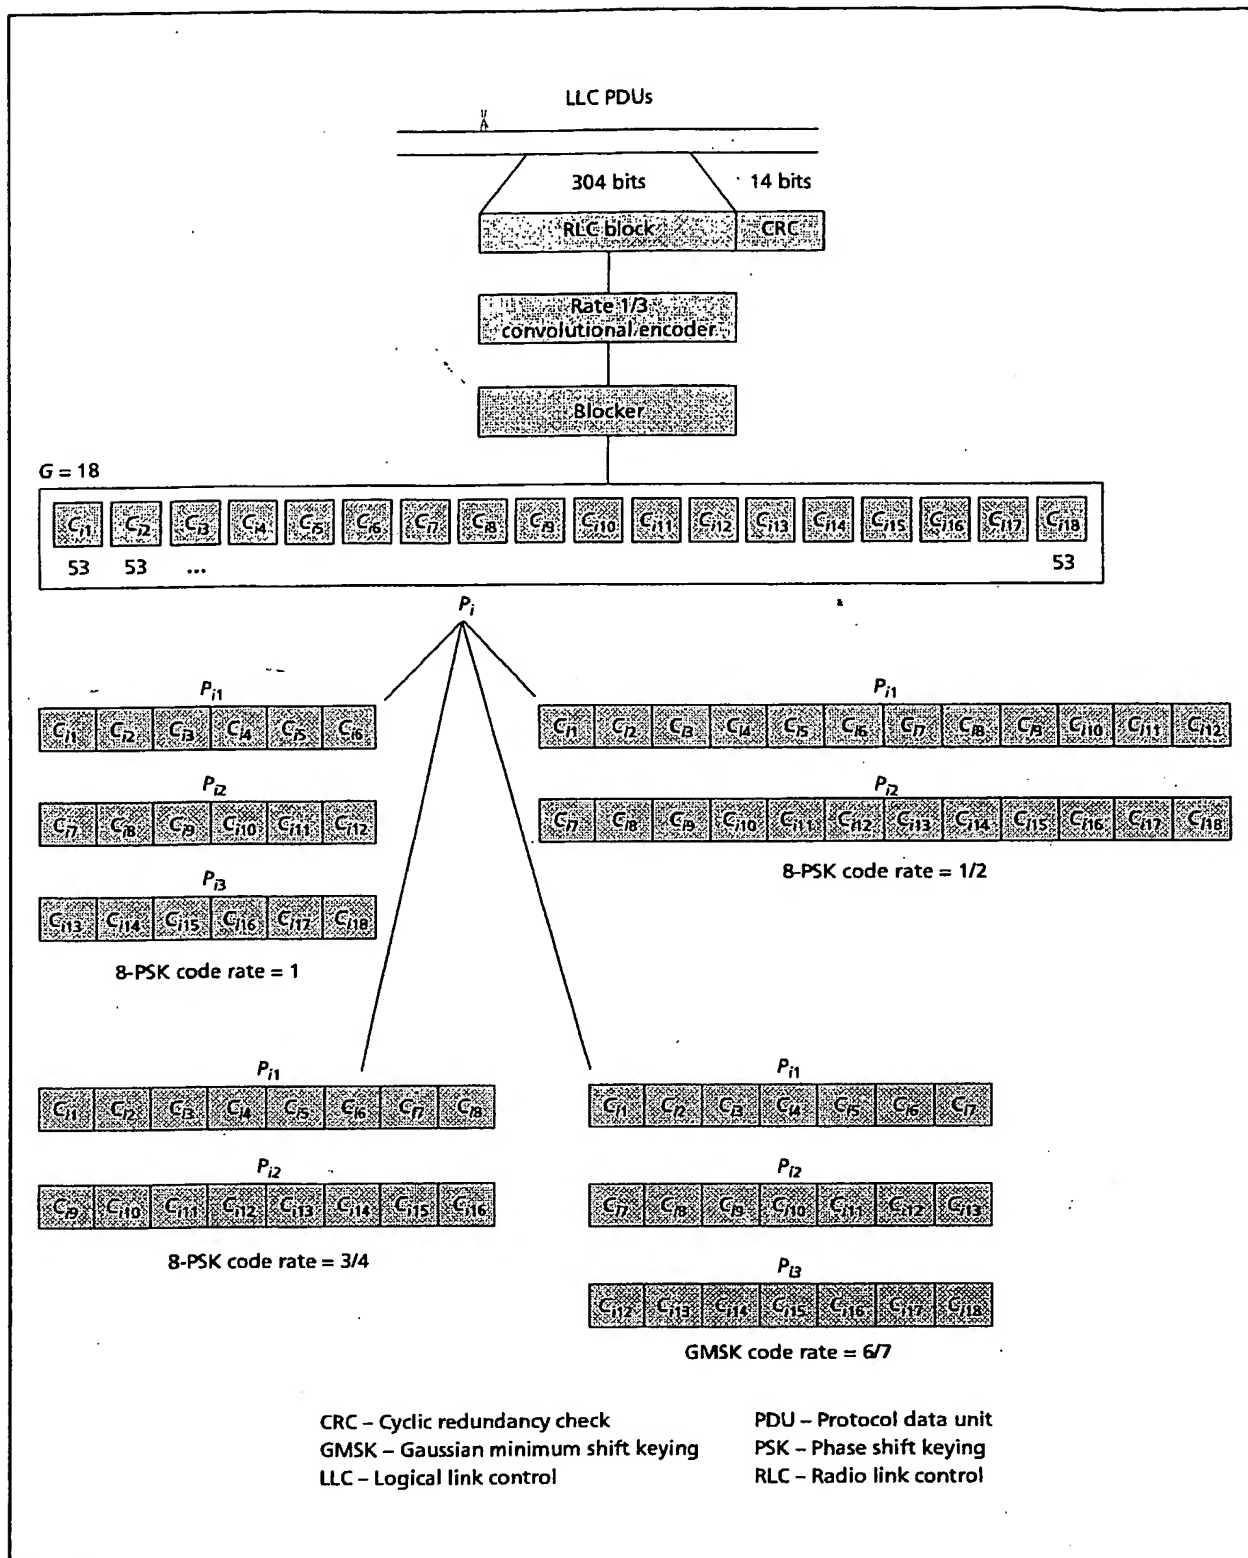 LLC PDUs
304 bits 14 bits
RLC block CRC
Rate 1/3
convolutional encoder
Blocker
G = 18
Ci1 Ci2 Ci3 Ci4 Ci5 Ci6 Ci7 Ci8 Ci9 Ci10 Ci11 Ci12 Ci13 Ci14 Ci15 Ci16 Ci17 Ci18
53 53 ... 53
Pi
Pi1
Ci1 Ci2 Ci3 Ci4 Ci5 Ci6
Pi2
Ci7 Ci8 Ci9 Ci10 Ci11 Ci12
Pi3
Ci13 Ci14 Ci15 Ci16 Ci17 Ci18
8-PSK code rate = 1
Pi1
Ci1 Ci2 Ci3 Ci4 Ci5 Ci6 Ci7 Ci8 Ci9 Ci10 Ci11 Ci12
Pi2
Ci7 Ci8 Ci9 Ci10 Ci11 Ci12 Ci13 Ci14 Ci15 Ci16 Ci17 Ci18
8-PSK code rate = 1/2
Pi1
Ci1 Ci2 Ci3 Ci4 Ci5 Ci6 Ci7 Ci8
Pi2
Ci9 Ci10 Ci11 Ci12 Ci13 Ci14 Ci15 Ci16
8-PSK code rate = 3/4
Pi1
Ci1 Ci2 Ci3 Ci4 Ci5 Ci6 Ci7
Pi2
Ci7 Ci8 Ci9 Ci10 Ci11 Ci12 Ci13
Pi3
Ci12 Ci13 Ci14 Ci15 Ci16 Ci17 Ci18
GMSK code rate = 6/7
CRC – Cyclic redundancy check
GMSK – Gaussian minimum shift keying
LLC – Logical link control
PDU – Protocol data unit
PSK – Phase shift keying
RLC – Radio link control